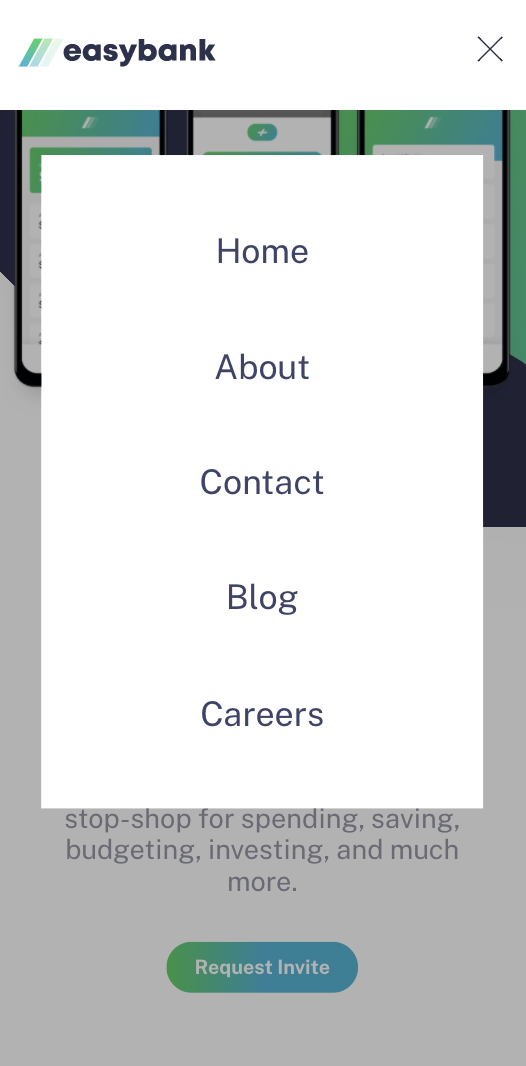 easybank
Home
About
Contact
Blog
Careers
stop-shop for spending, saving,
budgeting, investing, and much
more.
Request Invite